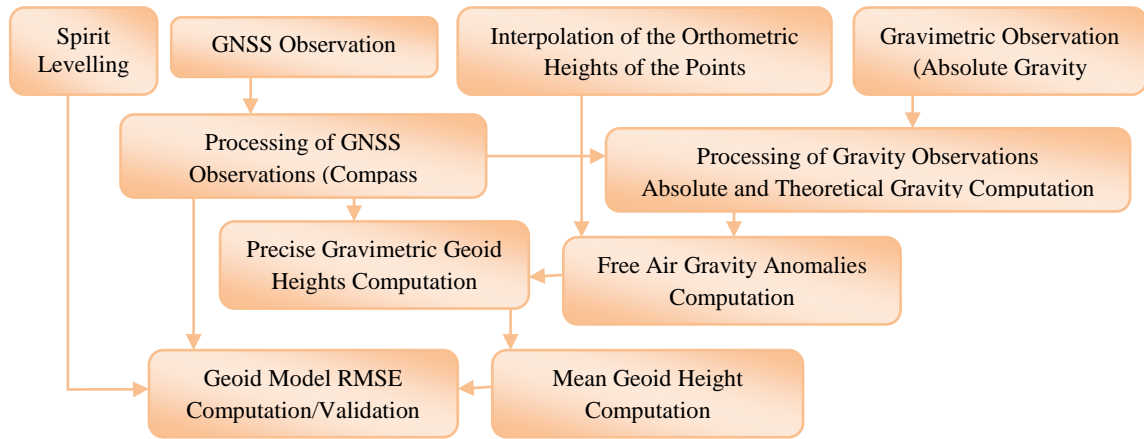 Spirit
Levelling
GNSS Observation
Interpolation of the Orthometric
Heights of the Points
Gravimetric Observation
(Absolute Gravity
Processing of GNSS
Observations (Compass
Processing of Gravity Observations
Absolute and Theoretical Gravity Computation
Precise Gravimetric Geoid
Heights Computation
Free Air Gravity Anomalies
Computation
Geoid Model RMSE
Computation/Validation
Mean Geoid Height
Computation